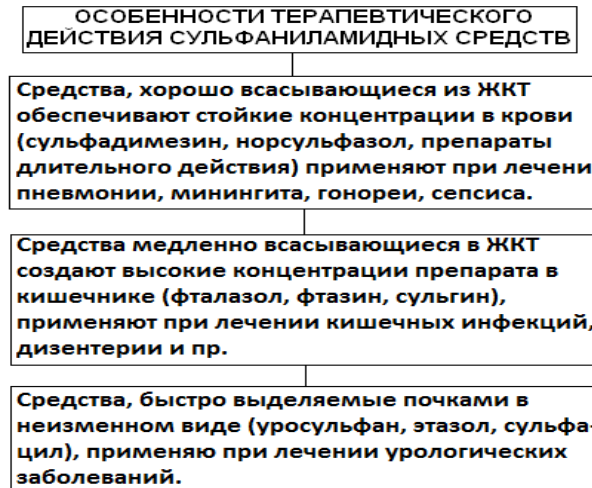 ОСОБЕННОСТИ ТЕРАПЕВТИЧЕСКОГО
ДЕЙСТВИЯ СУЛЬФАНИЛАМИДНЫХ СРЕДСТВ
Средства, хорошо всасывающиеся из ЖКТ
обеспечивают стойкие концентрации в крови
(сульфадимезин, норсульфазол, препараты
длительного действия) применяют при лечени
пневмонии, минингита, гонореи, сепсиса.
Средства медленно всасывающиеся в ЖКТ
создают высокие концентрации препарата в
кишечнике (фталазол, фтазин, сульгин),
применяют при лечении кишечных инфекций,
дизентерии и пр.
Средства, быстро выделяемые почками в
неизменном виде (уросульфан, этазол, сульфа-
цил), применяю при лечении урологических
заболеваний.